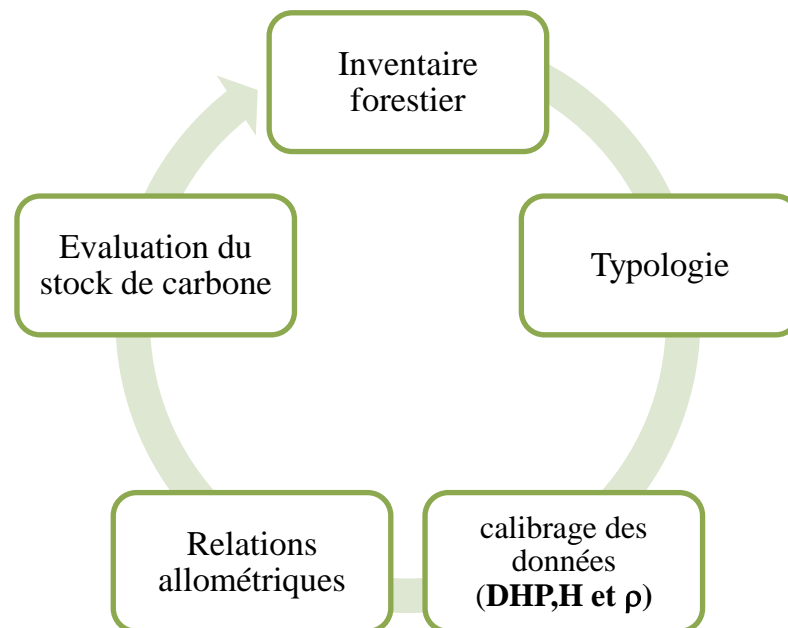 Inventaire
forestier
Typologie
calibrage des
données
(DHP,H et ρ)
Relations
allométriques
Evaluation du
stock de carbone